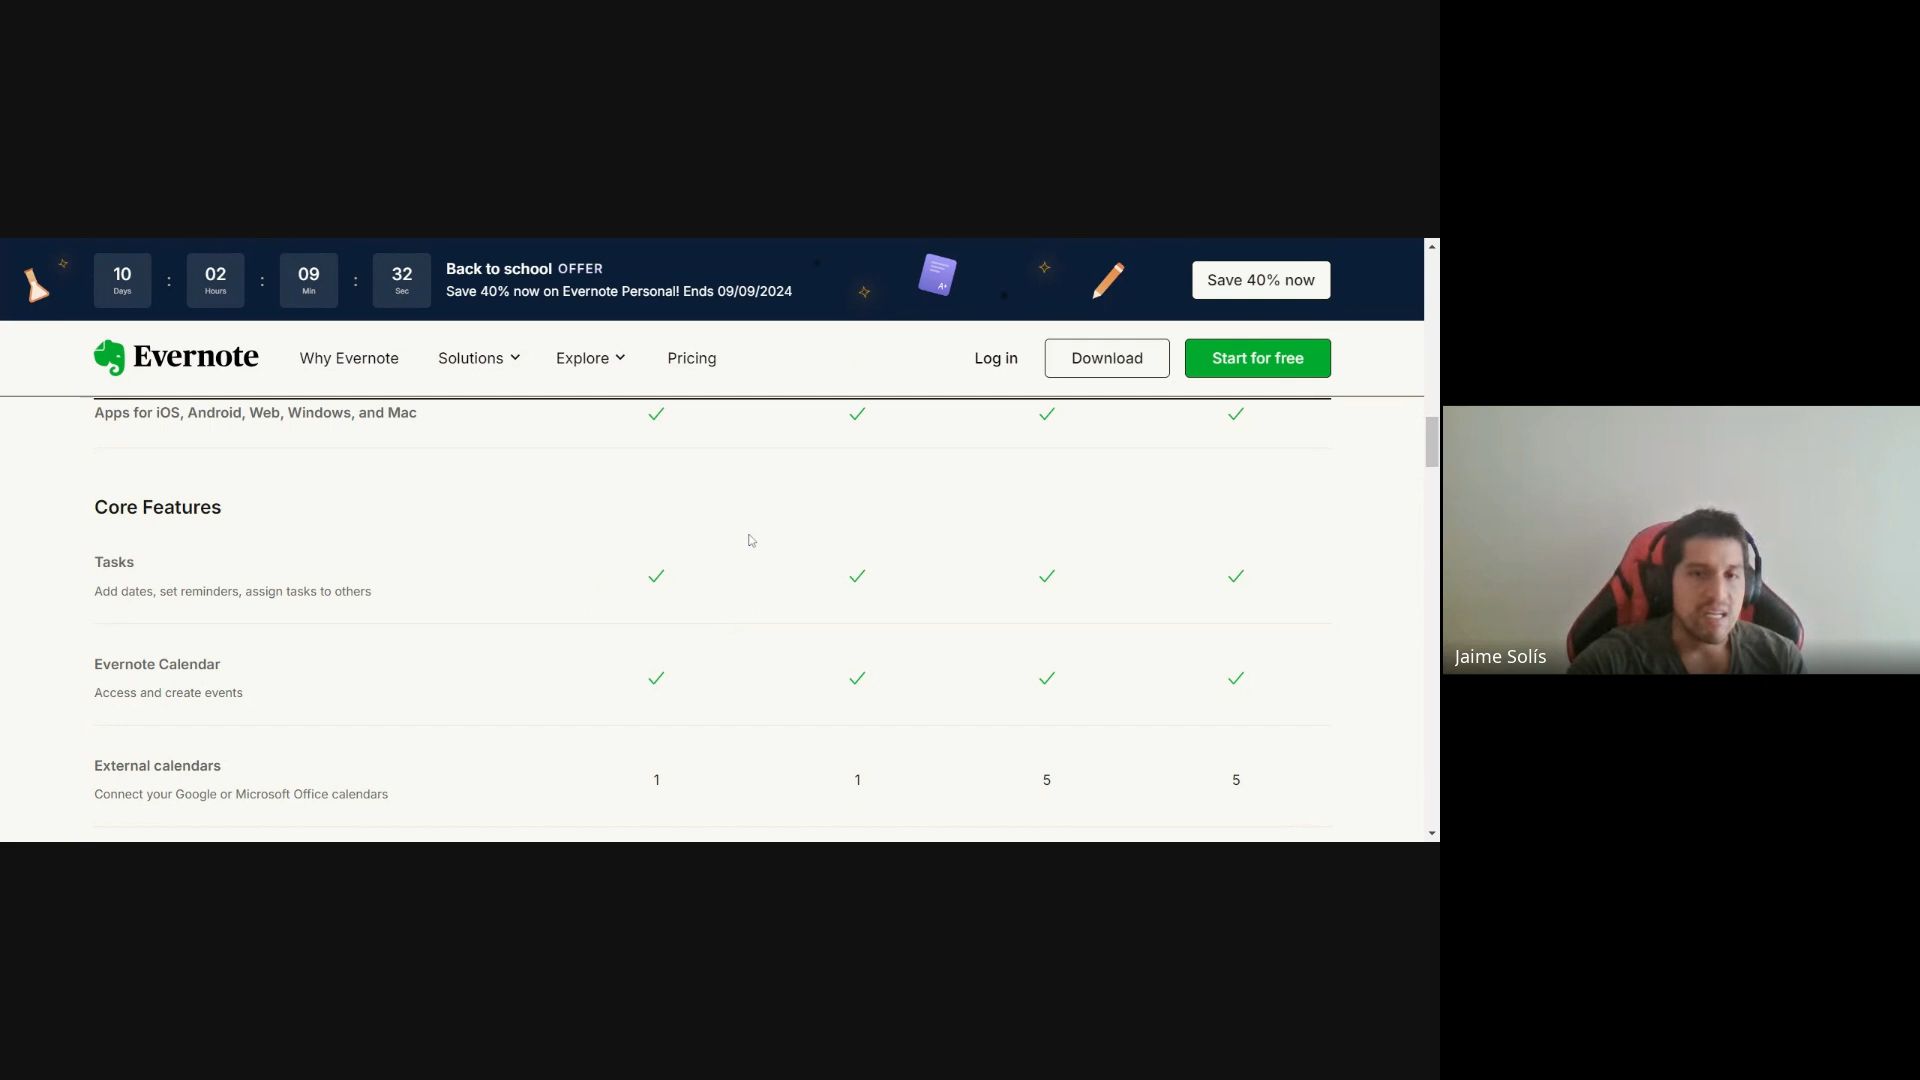 10 : 02 : 09 : 32
Days Hours Min Sec
Back to school OFFER
Save 40% now on Evernote Personal! Ends 09/09/2024
A+
Save 40% now
Evernote
Why Evernote
Solutions
Explore
Pricing
Log in
Download
Start for free
Apps for iOS, Android, Web, Windows, and Mac
Core Features
Tasks
Add dates, set reminders, assign tasks to others
Evernote Calendar
Access and create events
External calendars
Connect your Google or Microsoft Office calendars
1 1 5 5
Jaime Solís